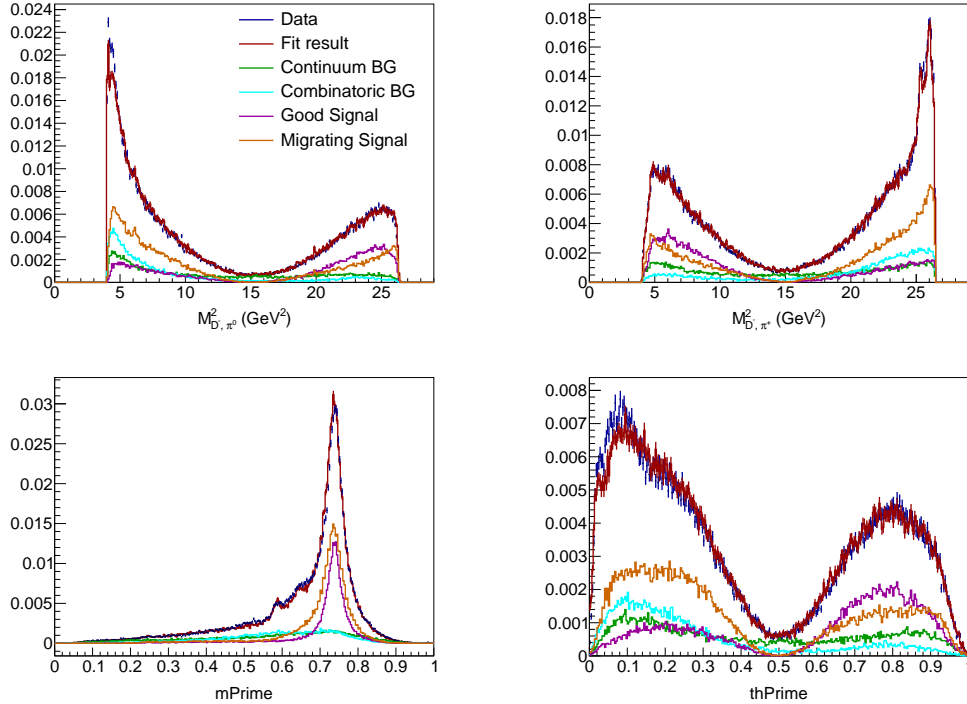 0.024
0.022
0.02
0.018
0.016
0.014
0.012
0.01
0.008
0.006
0.004
0.002
0
0 5 10 15 20 25
M²D⁻, π⁰ (GeV²)
Data
Fit result
Continuum BG
Combinatoric BG
Good Signal
Migrating Signal
0.018
0.016
0.014
0.012
0.01
0.008
0.006
0.004
0.002
0
0 5 10 15 20 25
M²D⁻, π⁺ (GeV²)
0.03
0.025
0.02
0.015
0.01
0.005
0
0 0.1 0.2 0.3 0.4 0.5 0.6 0.7 0.8 0.9 1
mPrime
0.008
0.007
0.006
0.005
0.004
0.003
0.002
0.001
0
0 0.1 0.2 0.3 0.4 0.5 0.6 0.7 0.8 0.9 1
thPrime